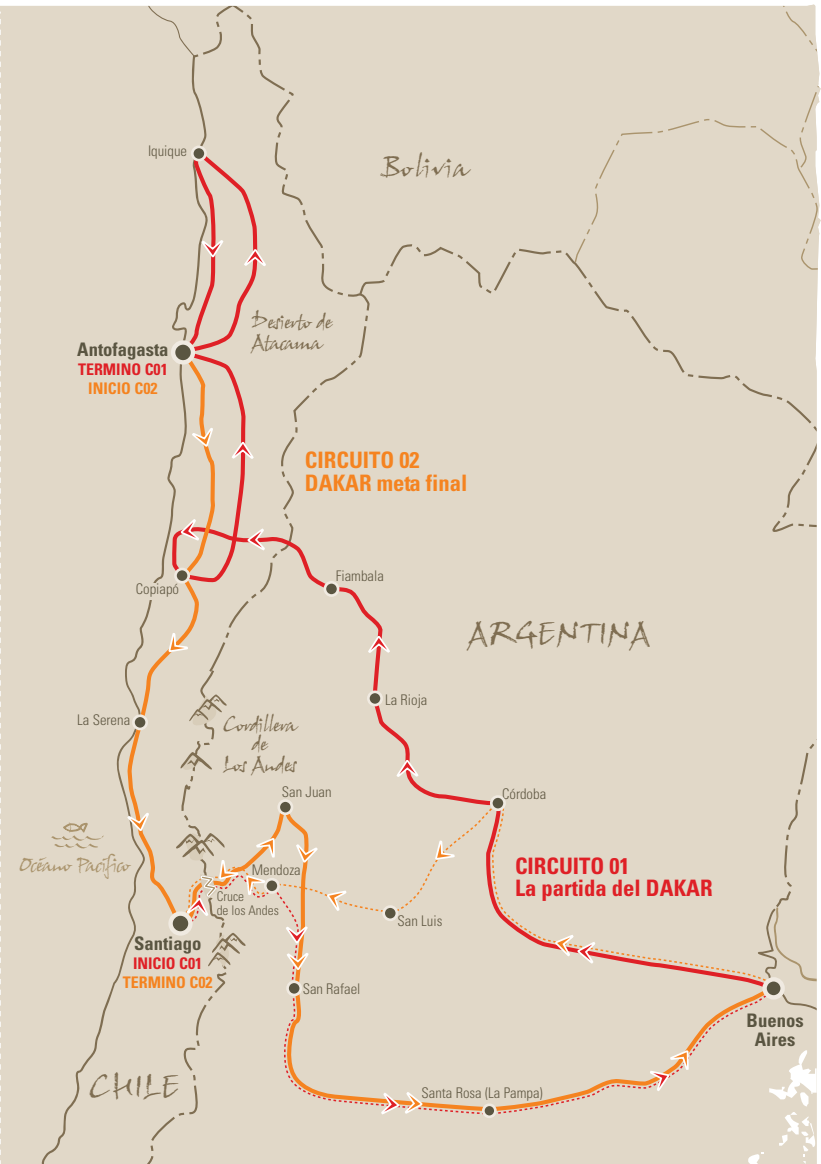 Iquique
Bolivia
Desierto de
Atacama
Antofagasta
TERMINO C01
INICIO C02
CIRCUITO 02
DAKAR meta final
Copiapó
Fiambala
ARGENTINA
La Rioja
La Serena
Cordillera
de
Los Andes
San Juan
Córdoba
Océano Pacífico
CIRCUITO 01
La partida del DAKAR
Mendoza
Cruce
de los Andes
San Luis
Santiago
INICIO C01
TERMINO C02
San Rafael
Buenos
Aires
CHILE
Santa Rosa (La Pampa)